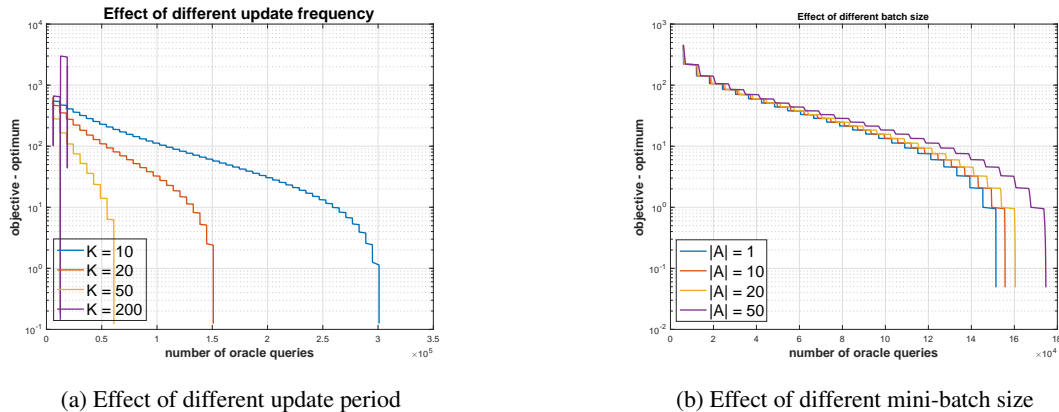 Effect of different update frequency
10^4
10^3
10^2
10^1
10^0
10^-1
objective - optimum
K = 10
K = 20
K = 50
K = 200
0 0.5 1 1.5 2 2.5 3 3.5
×10^5
number of oracle queries
(a) Effect of different update period
Effect of different batch size
10^3
10^2
10^1
10^0
10^-1
10^-2
objective - optimum
|A| = 1
|A| = 10
|A| = 20
|A| = 50
0 2 4 6 8 10 12 14 16 18
×10^4
number of oracle queries
(b) Effect of different mini-batch size